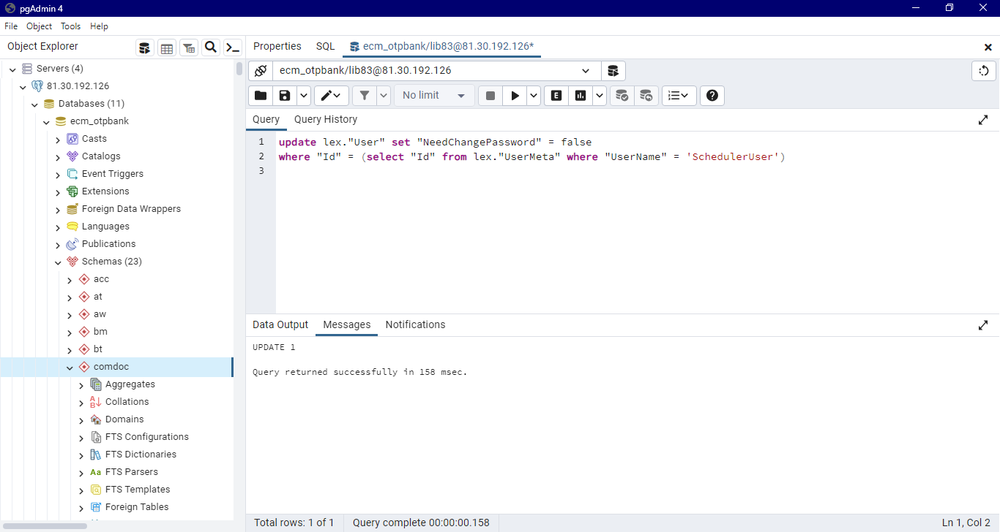 pgAdmin 4
File Object Tools Help
Object Explorer
Properties SQL ecm_otpbank/lib83@81.30.192.126*
Servers (4)
81.30.192.126
Databases (11)
ecm_otpbank
Casts
Catalogs
Event Triggers
Extensions
Foreign Data Wrappers
Languages
Publications
Schemas (23)
acc
at
aw
bm
bt
comdoc
Aggregates
Collations
Domains
FTS Configurations
FTS Dictionaries
Aa FTS Parsers
FTS Templates
Foreign Tables
ecm_otpbank/lib83@81.30.192.126
No limit E
Query Query History
1 update lex."User" set "NeedChangePassword" = false
2 where "Id" = (select "Id" from lex."UserMeta" where "UserName" = 'SchedulerUser')
3
Data Output Messages Notifications
UPDATE 1
Query returned successfully in 158 msec.
Total rows: 1 of 1 Query complete 00:00:00.158 Ln 1, Col 2